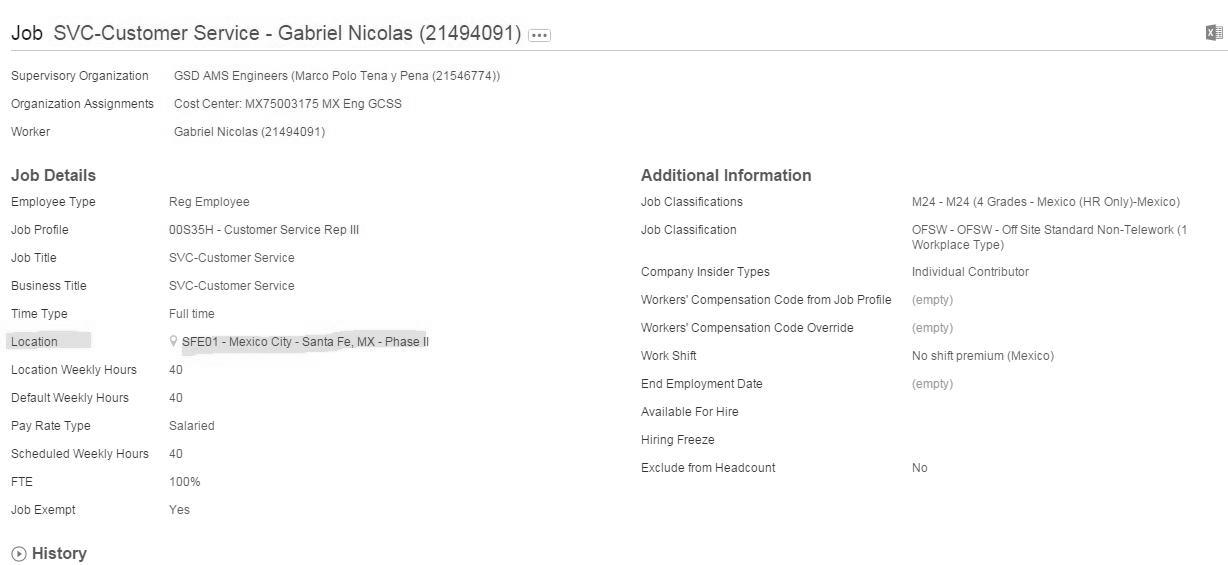 Job SVC-Customer Service - Gabriel Nicolas (21494091)
Supervisory Organization GSD AMS Engineers (Marco Polo Tena y Pena (21546774))
Organization Assignments Cost Center: MX75003175 MX Eng GCSS
Worker Gabriel Nicolas (21494091)
Job Details
Employee Type Reg Employee
Job Profile 00S35H - Customer Service Rep III
Job Title SVC-Customer Service
Business Title SVC-Customer Service
Time Type Full time
Location SFE01 - Mexico City - Santa Fe, MX - Phase II
Location Weekly Hours 40
Default Weekly Hours 40
Pay Rate Type Salaried
Scheduled Weekly Hours 40
FTE 100%
Job Exempt Yes
Additional Information
Job Classifications M24 - M24 (4 Grades - Mexico (HR Only)-Mexico)
Job Classification OFSW - OFSW - Off Site Standard Non-Telework (1
Workplace Type)
Company Insider Types Individual Contributor
Workers' Compensation Code from Job Profile (empty)
Workers' Compensation Code Override (empty)
Work Shift No shift premium (Mexico)
End Employment Date (empty)
Available For Hire
Hiring Freeze
Exclude from Headcount No
History